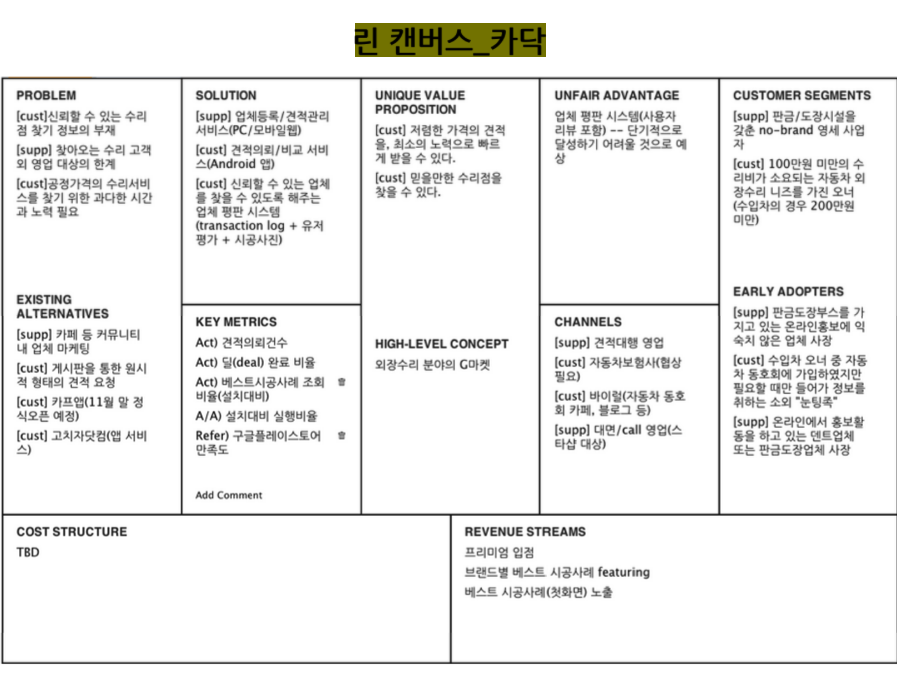 린 캔버스_카닥
PROBLEM
[cust]신뢰할 수 있는 수리
점 찾기 정보의 부재
[supp] 찾아오는 수리 고객
외 영업 대상의 한계
[cust]공정가격의 수리서비
스를 찾기 위한 과다한 시간
과 노력 필요
EXISTING
ALTERNATIVES
[supp] 카페 등 커뮤니티
내 업체 마케팅
[cust] 게시판을 통한 원시
적 형태의 견적 요청
[cust] 카프앱(11월 말 정
식오픈 예정)
[cust] 고치자닷컴(앱 서비
스)
SOLUTION
[supp] 업체등록/견적관리
서비스(PC/모바일웹)
[cust] 견적의뢰/비교 서비
스(Android 앱)
[cust] 신뢰할 수 있는 업체
를 찾을 수 있도록 해주는
업체 평판 시스템
(transaction log + 유저
평가 + 시공사진)
KEY METRICS
Act) 견적의뢰건수
Act) 딜(deal) 완료 비율
Act) 베스트시공사례 조회
비율(설치대비)
A/A) 설치대비 실행비율
Refer) 구글플레이스토어
만족도
Add Comment
UNIQUE VALUE
PROPOSITION
[cust] 저렴한 가격의 견적
을, 최소의 노력으로 빠르
게 받을 수 있다.
[cust] 믿을만한 수리점을
찾을 수 있다.
HIGH-LEVEL CONCEPT
외장수리 분야의 G마켓
UNFAIR ADVANTAGE
업체 평판 시스템(사용자
리뷰 포함) -- 단기적으로
달성하기 어려울 것으로 예
상
CHANNELS
[supp] 견적대행 영업
[cust] 자동차보험사(협상
필요)
[cust] 바이럴(자동차 동호
회 카페, 블로그 등)
[supp] 대면/call 영업(스
타샵 대상)
CUSTOMER SEGMENTS
[supp] 판금/도장시설을
갖춘 no-brand 영세 사업
자
[cust] 100만원 미만의 수
리비가 소요되는 자동차 외
장수리 니즈를 가진 오너
(수입차의 경우 200만원
미만)
EARLY ADOPTERS
[supp] 판금도장부스를 가
지고 있는 온라인홍보에 익
숙치 않은 업체 사장
[cust] 수입차 오너 중 자동
차 동호회에 가입하였지만
필요할 때만 들어가 정보를
취하는 소위 "눈팅족"
[supp] 온라인에서 홍보활
동을 하고 있는 덴트업체
또는 판금도장업체 사장
COST STRUCTURE
TBD
REVENUE STREAMS
프리미엄 입점
브랜드별 베스트 시공사례 featuring
베스트 시공사례(첫화면) 노출